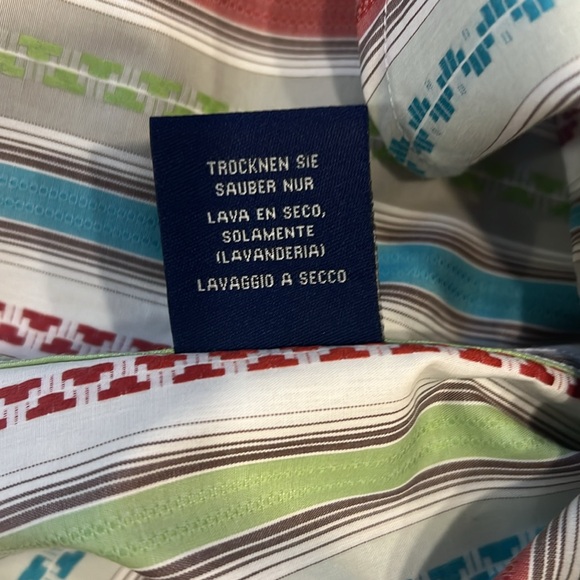 TROCKNEN SIE
SAUBER NUR
LAVA EN SECO,
SOLAMENTE
(LAVANDERIA)
LAVAGGIO A SECCO